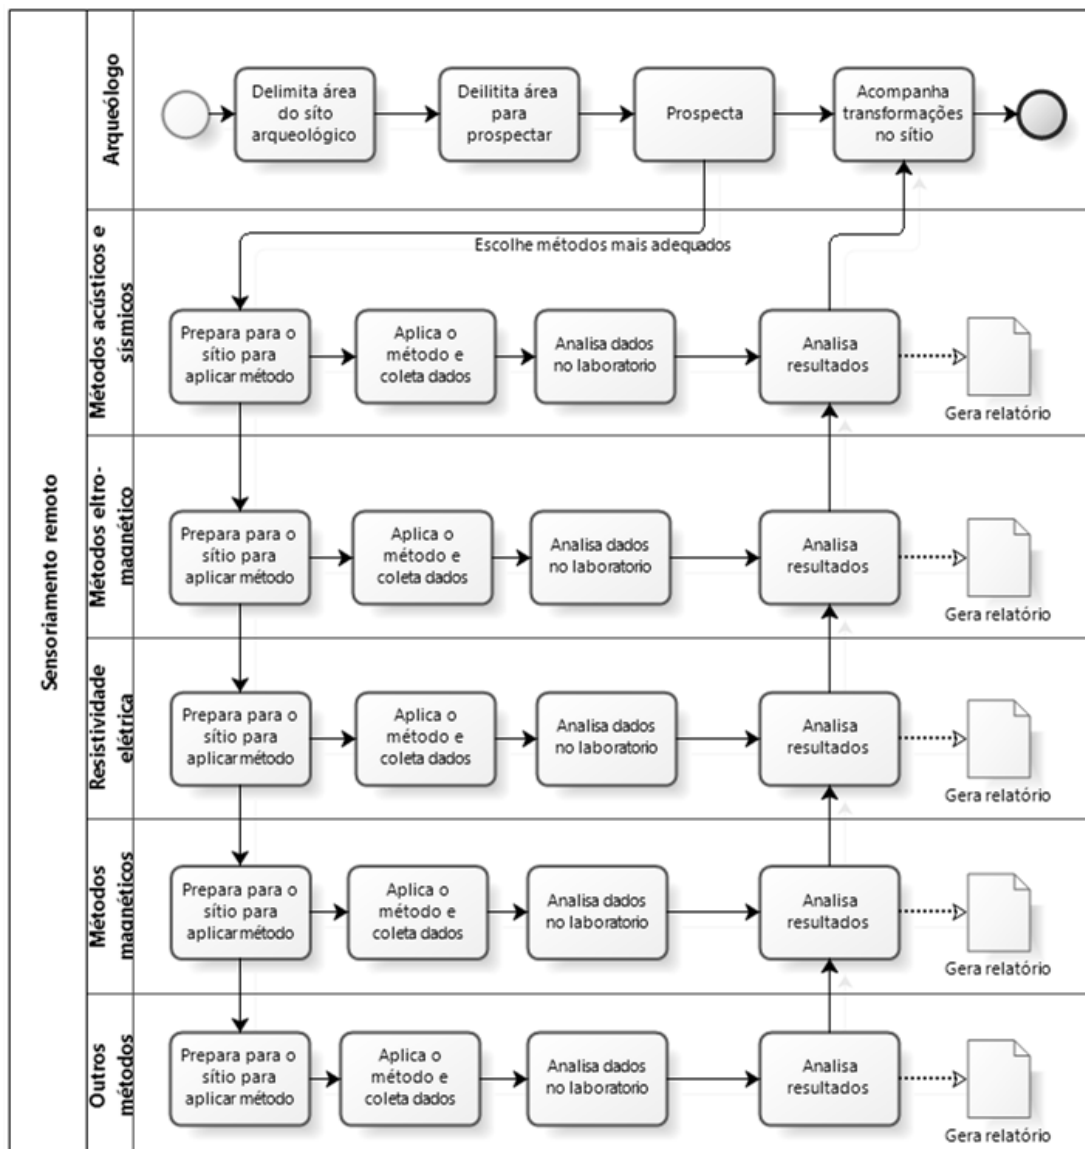 Sensoriamento remoto
Arqueólogo
Delimita área
do síto
arqueológico
Deilitita área
para
prospectar
Prospecta
Acompanha
transformações
no sítio
Métodos acústicos e
sísmicos
Escolhe métodos mais adequados
Prepara para o
sítio para
aplicar método
Aplica o
método e
coleta dados
Analisa dados
no laboratorio
Analisa
resultados
Gera relatório
Métodos eltro-
magnético
Prepara para o
sítio para
aplicar método
Aplica o
método e
coleta dados
Analisa dados
no laboratorio
Analisa
resultados
Gera relatório
Resistividade
elétrica
Prepara para o
sítio para
aplicar método
Aplica o
método e
coleta dados
Analisa dados
no laboratorio
Analisa
resultados
Gera relatório
Métodos
magnéticos
Prepara para o
sítio para
aplicar método
Aplica o
método e
coleta dados
Analisa dados
no laboratorio
Analisa
resultados
Gera relatório
Outros
métodos
Prepara para o
sítio para
aplicar método
Aplica o
método e
coleta dados
Analisa dados
no laboratorio
Analisa
resultados
Gera relatório